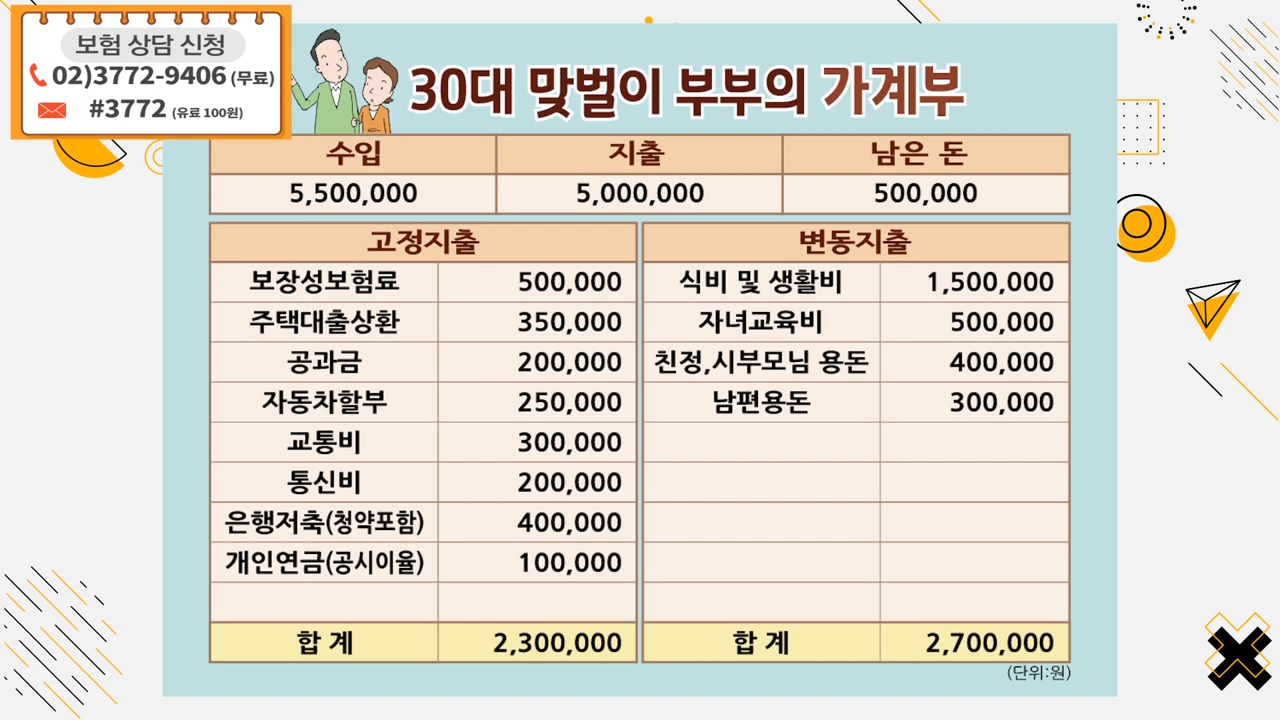 보험 상담 신청
02)3772-9406 (무료)
#3772 (유료 100원)
30대 맞벌이 부부의 가계부
수입 지출 남은 돈
5,500,000 5,000,000 500,000
고정지출 변동지출
보장성보험료 500,000 식비 및 생활비 1,500,000
주택대출상환 350,000 자녀교육비 500,000
공과금 200,000 친정,시부모님 용돈 400,000
자동차할부 250,000 남편용돈 300,000
교통비 300,000
통신비 200,000
은행저축(청약포함) 400,000
개인연금(공시이율) 100,000
합 계 2,300,000 합 계 2,700,000
(단위:원)